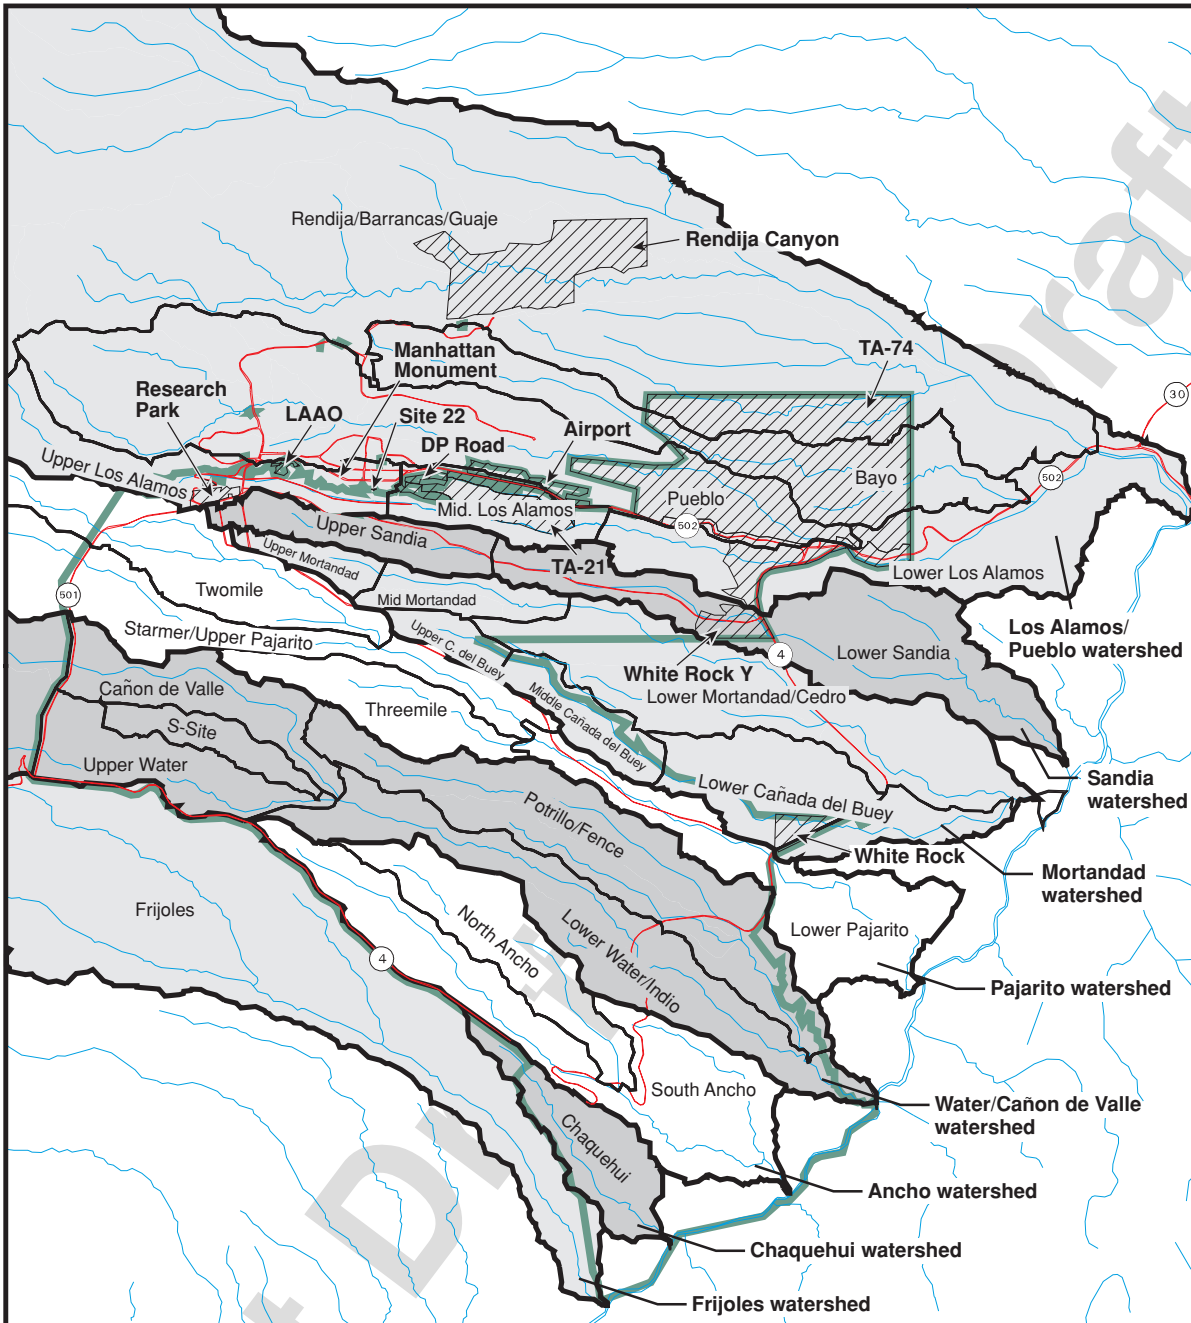 Rendija/Barrancas/Guaje
Rendija Canyon
TA-74
Manhattan
Monument
30
Research
Park
LAAO
Site 22
DP Road
Airport
Upper Los Alamos
Bayo
502
Pueblo
Mid. Los Alamos
502
Upper Sandia
TA-21
Lower Los Alamos
Upper Mortandad
Twomile
501
Mid Mortandad
Starmer/Upper Pajarito
Upper C. del Buey
White Rock Y
4
Lower Sandia
Los Alamos/
Pueblo watershed
Cañon de Valle
Threemile
Middle Cañada del Buey
Lower Mortandad/Cedro
S-Site
Upper Water
Lower Cañada del Buey
Sandia
watershed
Potrillo/Fence
White Rock
Mortandad
watershed
Frijoles
North Ancho
Lower Water/Indio
Lower Pajarito
4
Pajarito watershed
South Ancho
Water/Cañon de Valle
watershed
Chaquehui
Ancho watershed
Chaquehui watershed
Frijoles watershed
Draft
Draft